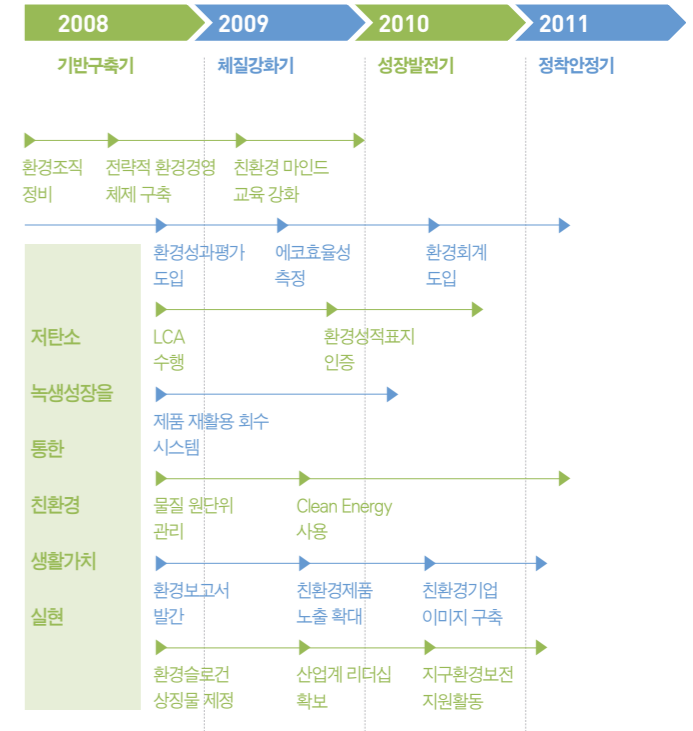 2008
2009
2010
2011
기반구축기
체질강화기
성장발전기
정착안정기
환경조직
정비
전략적 환경경영
체제 구축
친환경 마인드
교육 강화
환경성과평가
도입
에코효율성
측정
환경회계
도입
저탄소
녹생성장을
통한
친환경
생활가치
실현
LCA
수행
환경성적표지
인증
제품 재활용 회수
시스템
물질 원단위
관리
Clean Energy
사용
환경보고서
발간
친환경제품
노출 확대
친환경기업
이미지 구축
환경슬로건
상징물 제정
산업계 리더십
확보
지구환경보전
지원활동